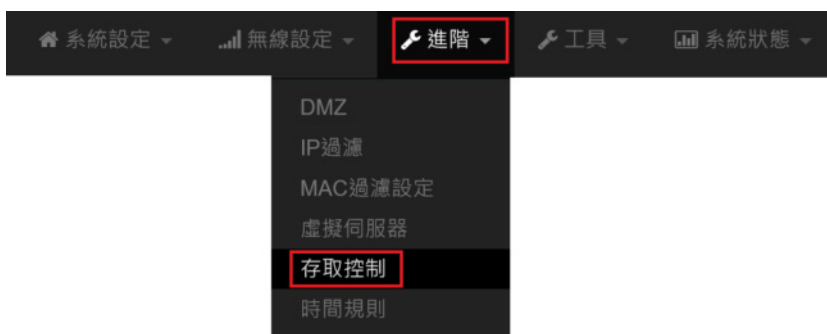 系統設定 無線設定 進階 工具 系統狀態
DMZ
IP過濾
MAC過濾設定
虛擬伺服器
存取控制
時間規則